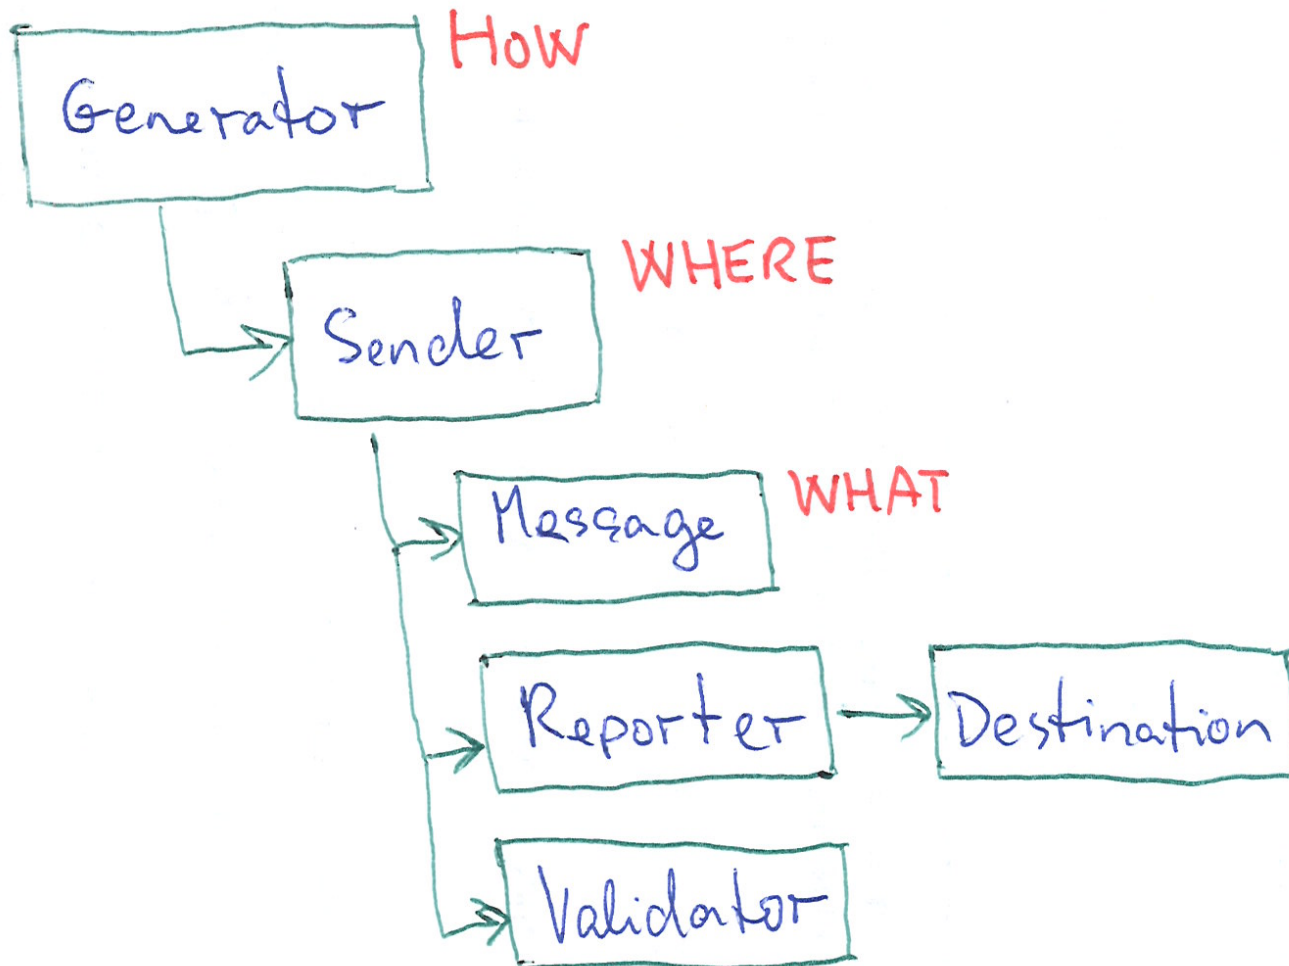 HOW
Generator
WHERE
Sender
WHAT
Message
Reporter
Destination
Validator